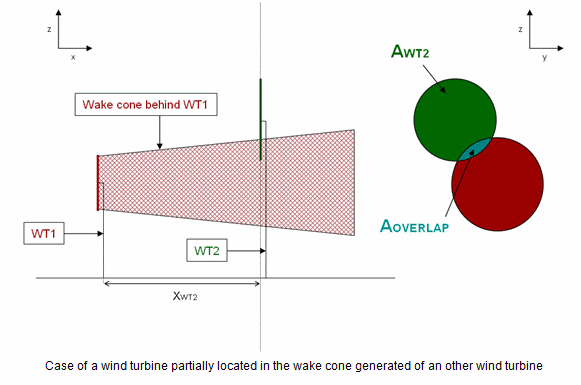 z
x
Wake cone behind WT1
WT1
WT2
XWT2
z
y
AWT2
AOVERLAP
Case of a wind turbine partially located in the wake cone generated of an other wind turbine